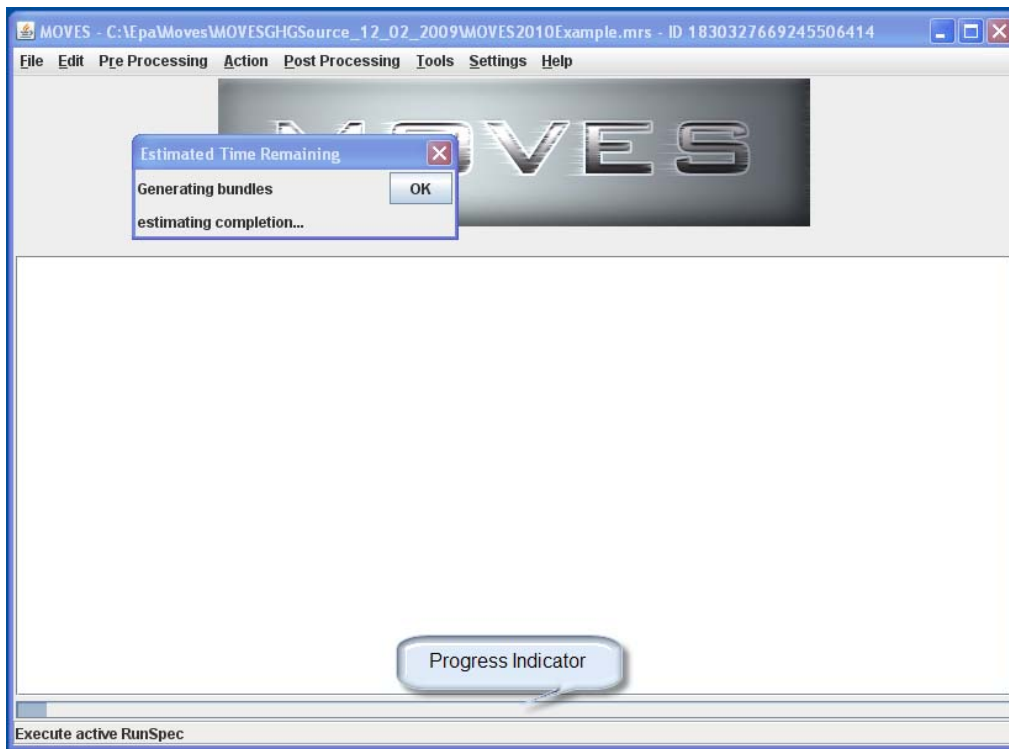 MOVES - C:\Epa\Moves\MOVESGHGSource_12_02_2009\MOVES2010Example.mrs - ID 1830327669245506414
File Edit Pre Processing Action Post Processing Tools Settings Help
MOVES
Estimated Time Remaining
Generating bundles OK
estimating completion...
Progress Indicator
Execute active RunSpec